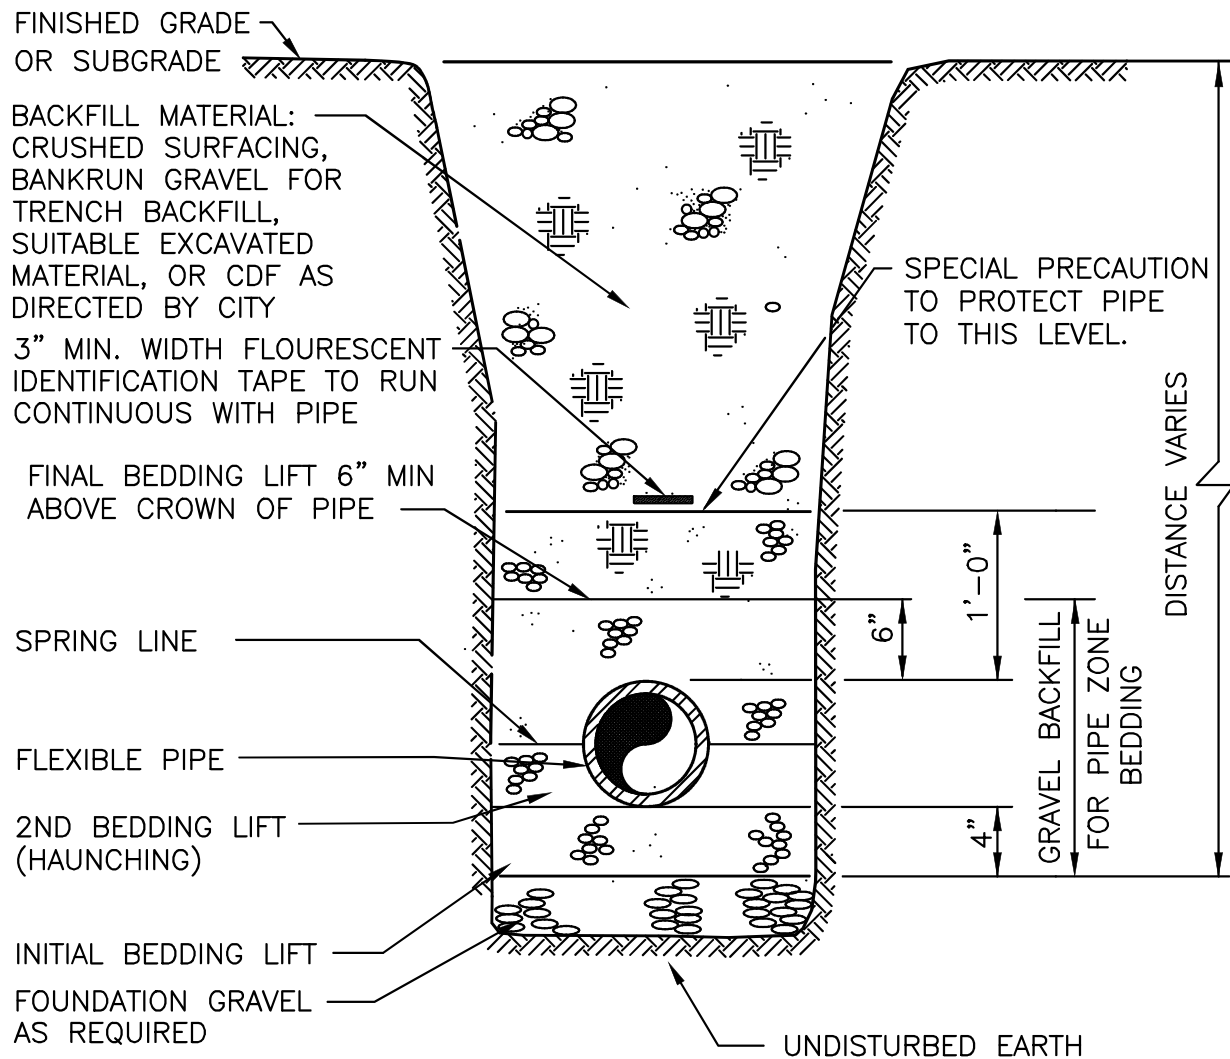 FINISHED GRADE
OR SUBGRADE
BACKFILL MATERIAL:
CRUSHED SURFACING,
BANKRUN GRAVEL FOR
TRENCH BACKFILL,
SUITABLE EXCAVATED
MATERIAL, OR CDF AS
DIRECTED BY CITY
3” MIN. WIDTH FLOURESCENT
IDENTIFICATION TAPE TO RUN
CONTINUOUS WITH PIPE
FINAL BEDDING LIFT 6” MIN
ABOVE CROWN OF PIPE
SPRING LINE
FLEXIBLE PIPE
2ND BEDDING LIFT
(HAUNCHING)
INITIAL BEDDING LIFT
FOUNDATION GRAVEL
AS REQUIRED
UNDISTURBED EARTH
SPECIAL PRECAUTION
TO PROTECT PIPE
TO THIS LEVEL.
6”
1’-0”
4”
GRAVEL BACKFILL
FOR PIPE ZONE
BEDDING
DISTANCE VARIES